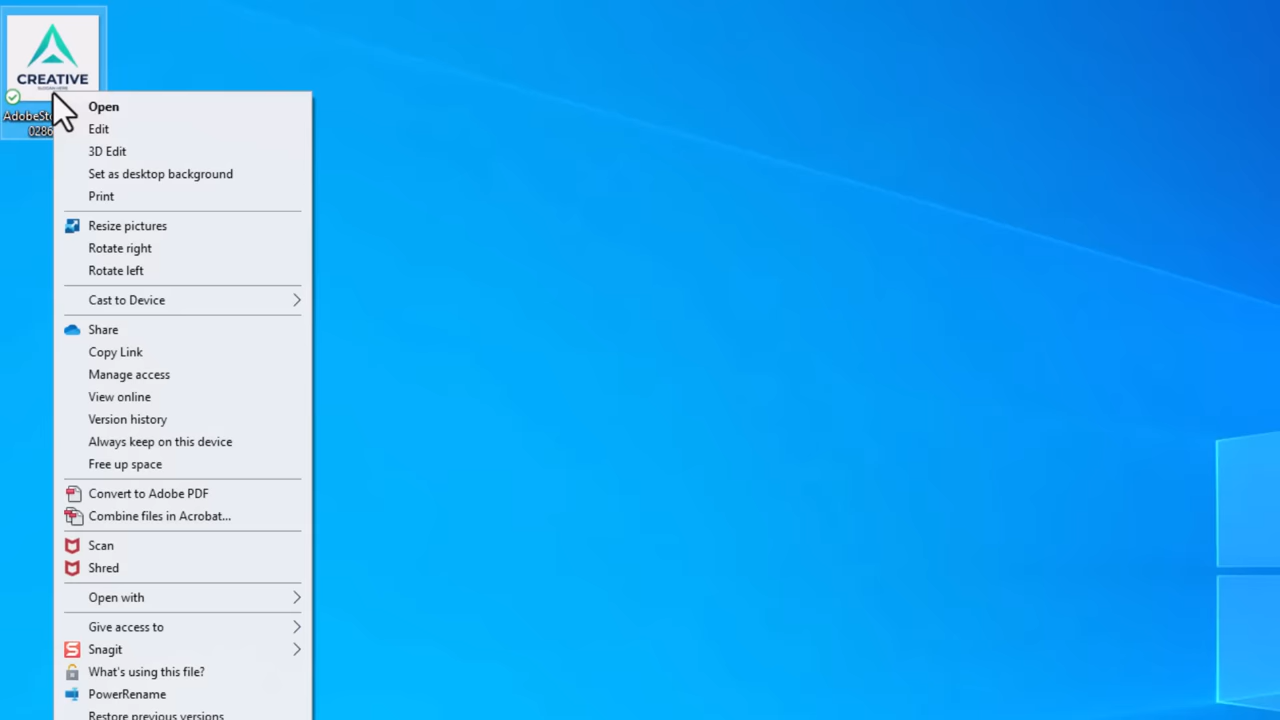 CREATIVE
Open
Edit
3D Edit
Set as desktop background
Print
Resize pictures
Rotate right
Rotate left
Cast to Device
Share
Copy Link
Manage access
View online
Version history
Always keep on this device
Free up space
Convert to Adobe PDF
Combine files in Acrobat...
Scan
Shred
Open with
Give access to
Snagit
What's using this file?
PowerRename
Restore previous versions